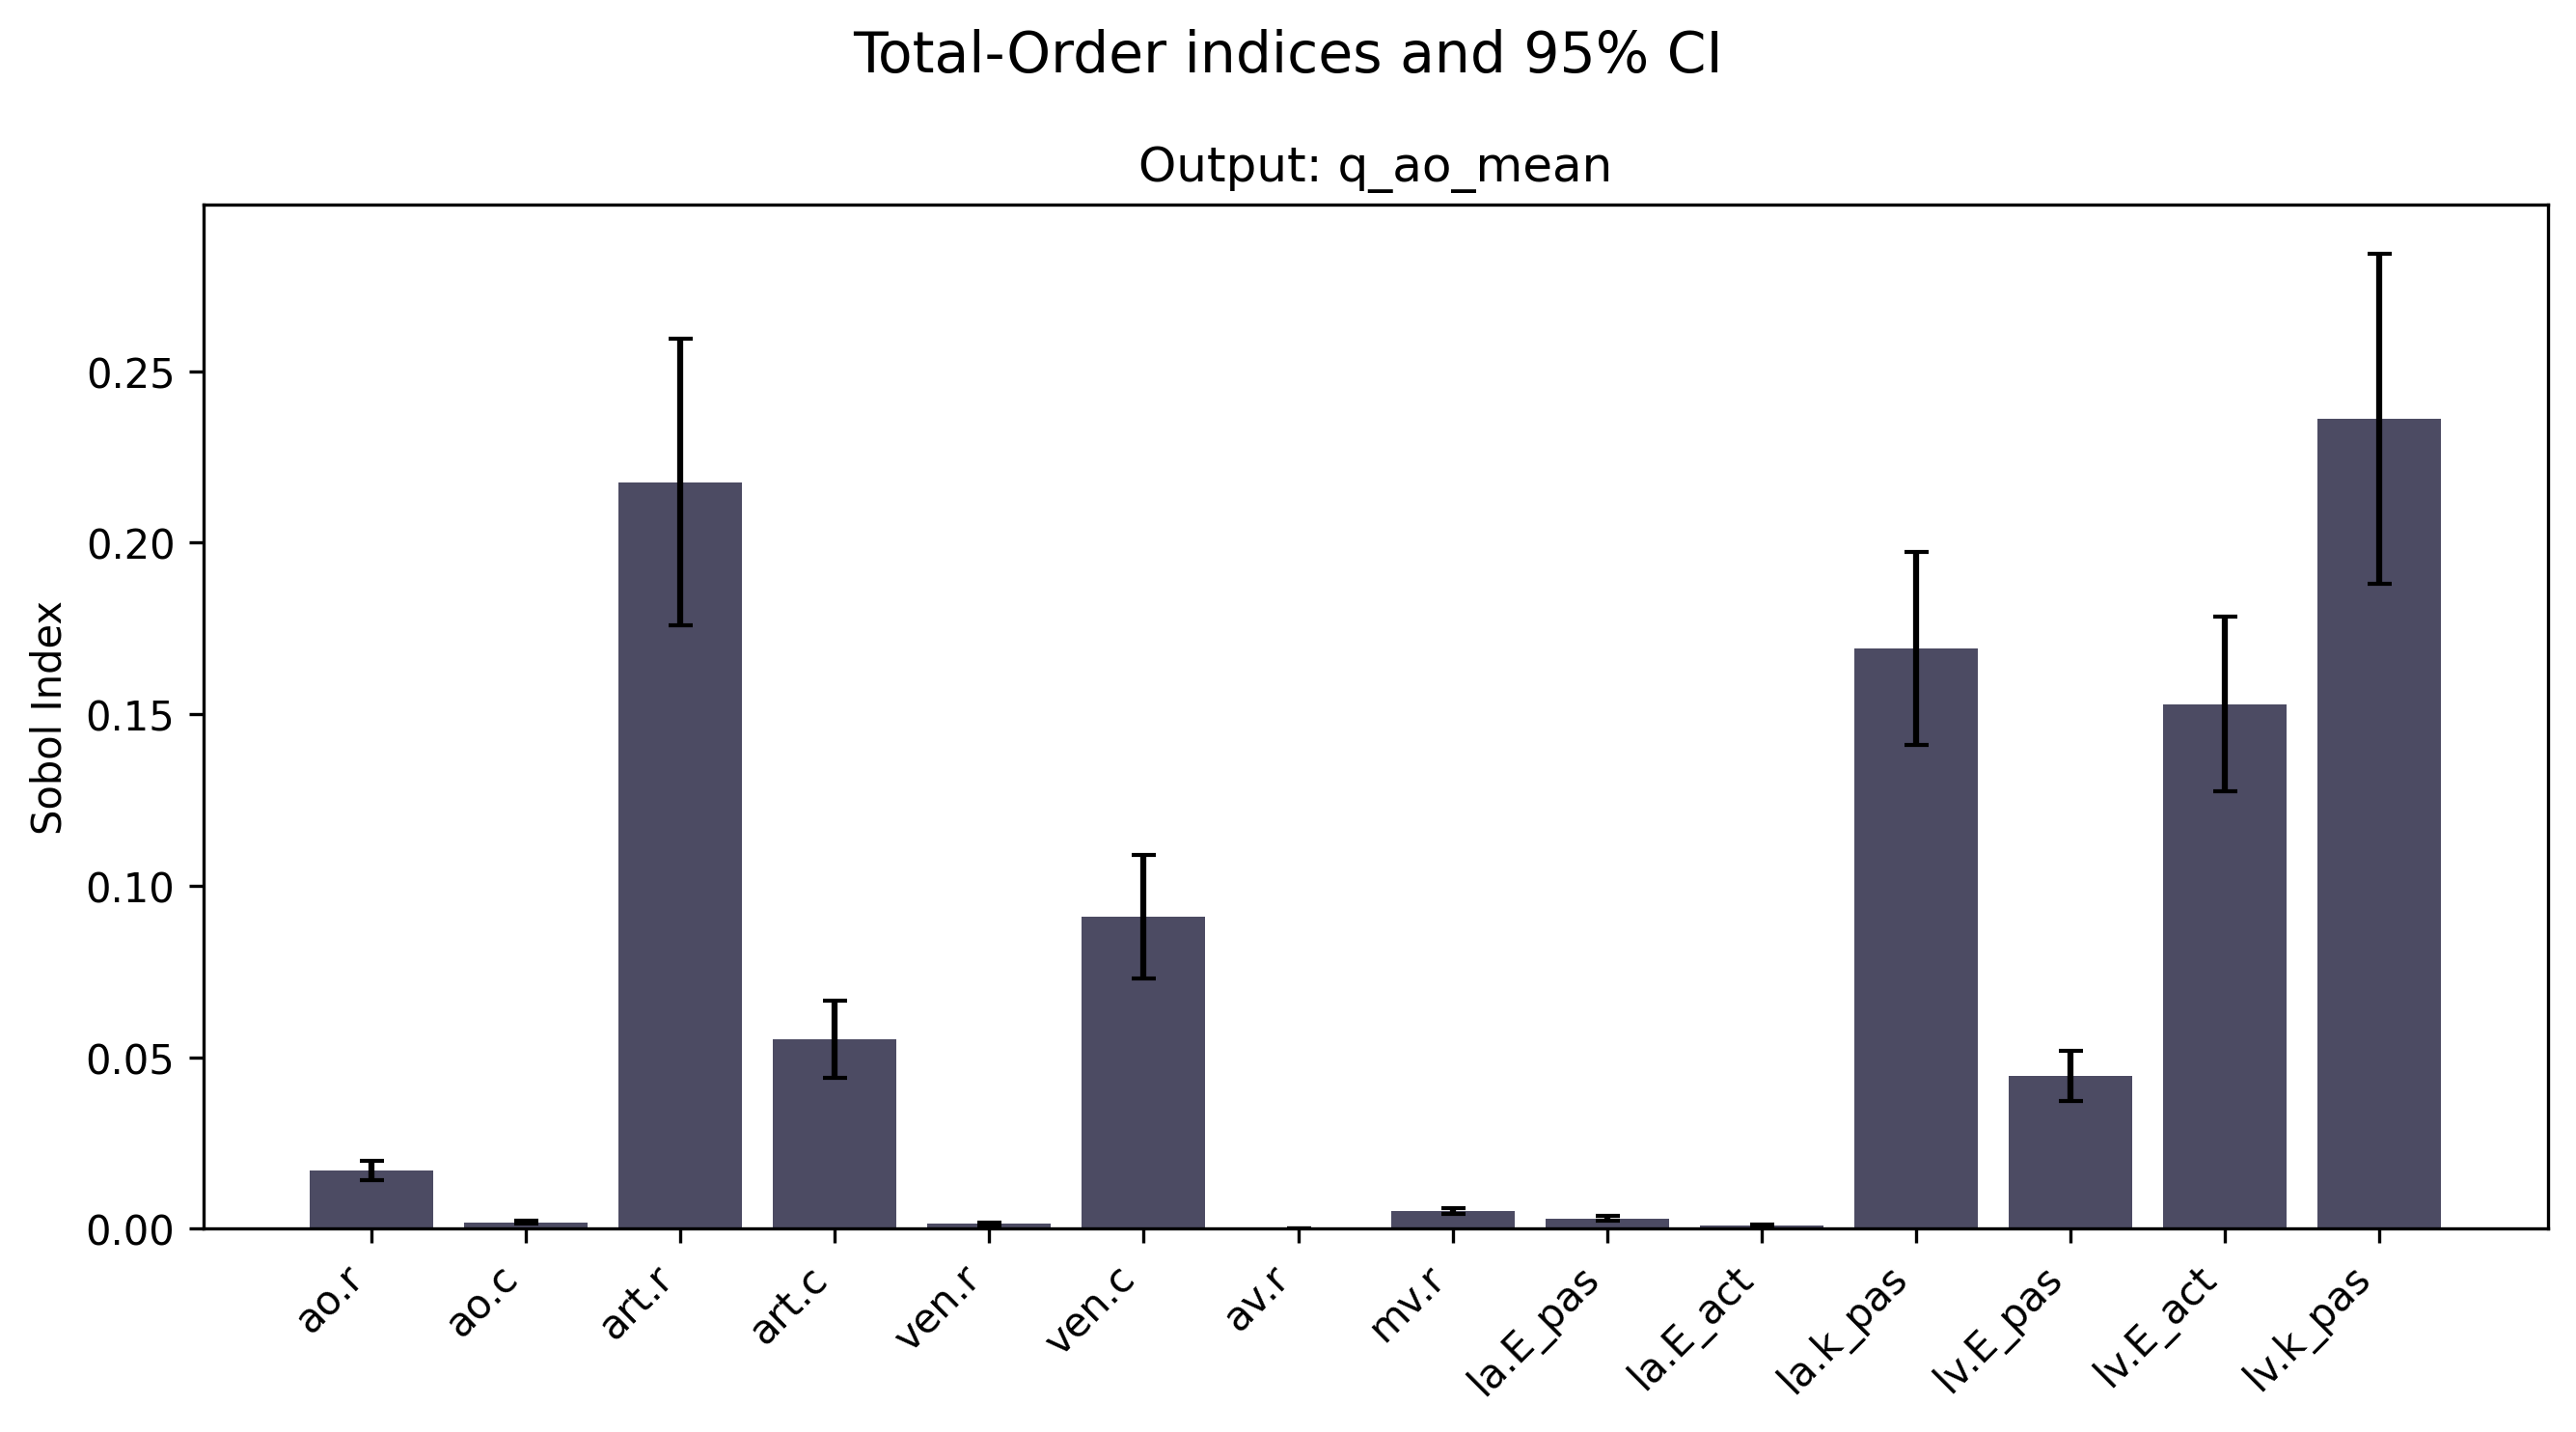 Total-Order indices and 95% CI
Output: q_ao_mean
Sobol Index
0.25
0.20
0.15
0.10
0.05
0.00
ao.r
ao.c
art.r
art.c
ven.r
ven.c
av.r
mv.r
la.E_pas
la.E_act
la.k_pas
lv.E_pas
lv.E_act
lv.k_pas